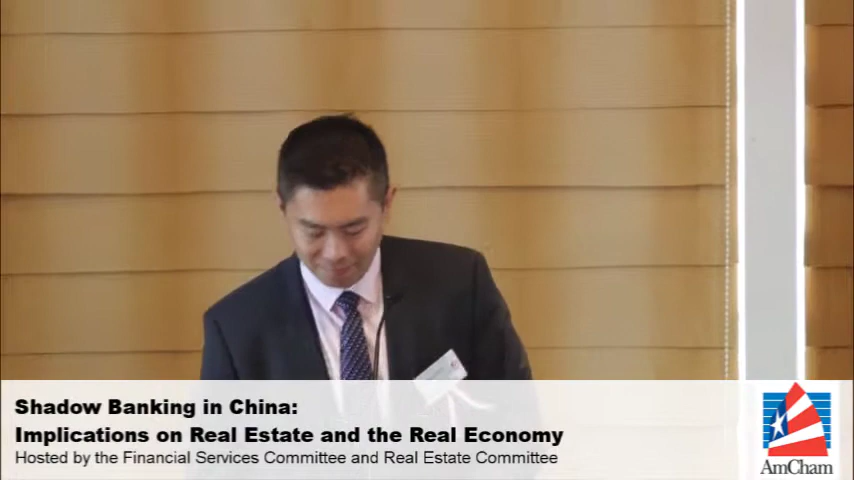 Shadow Banking in China:
Implications on Real Estate and the Real Economy
Hosted by the Financial Services Committee and Real Estate Committee
AmCham